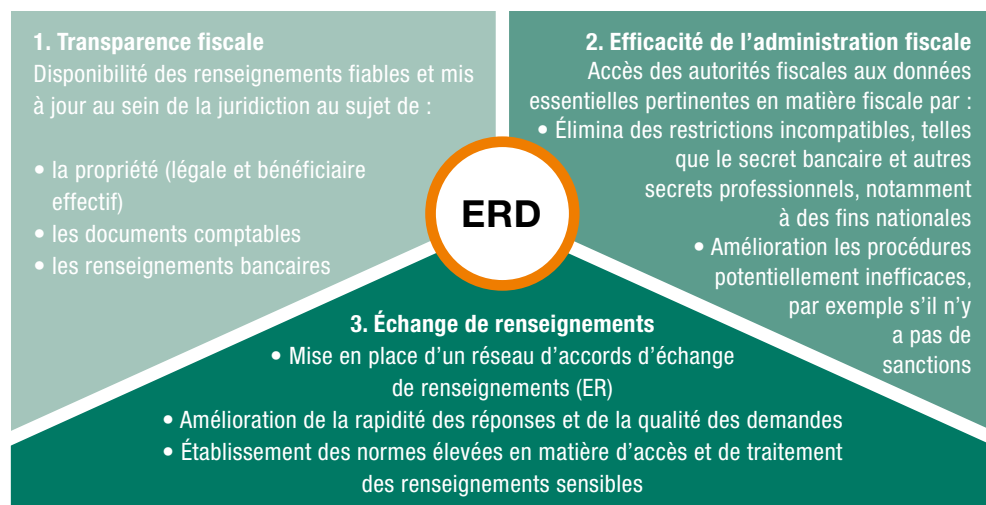 1. Transparence fiscale
Disponibilité des renseignements fiables et mis
à jour au sein de la juridiction au sujet de :
• la propriété (légale et bénéficiaire
effectif)
• les documents comptables
• les renseignements bancaires
2. Efficacité de l’administration fiscale
Accès des autorités fiscales aux données
essentielles pertinentes en matière fiscale par :
• Élimina des restrictions incompatibles, telles
que le secret bancaire et autres
secrets professionnels, notamment
à des fins nationales
• Amélioration les procédures
potentiellement inefficaces,
par exemple s’il n’y
a pas de
sanctions
ERD
3. Échange de renseignements
• Mise en place d’un réseau d’accords d’échange
de renseignements (ER)
• Amélioration de la rapidité des réponses et de la qualité des demandes
• Établissement des normes élevées en matière d’accès et de traitement
des renseignements sensibles